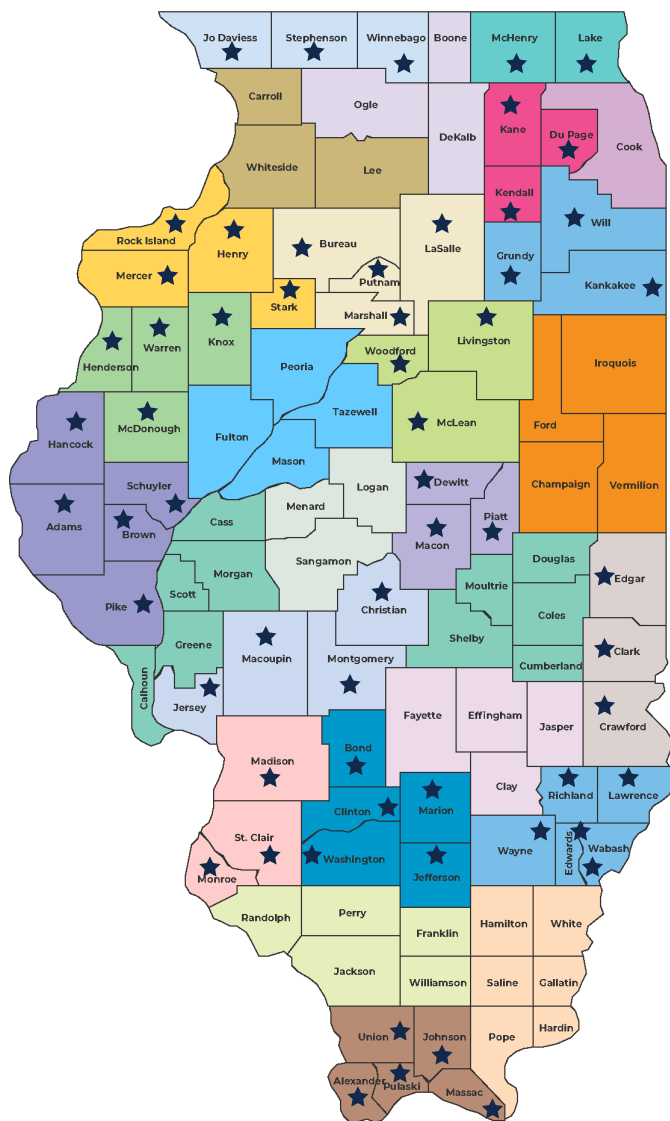 Jo Daviess
Stephenson
Winnebago
Boone
McHenry
Lake
Carroll
Ogle
DeKalb
Kane
Du Page
Cook
Whiteside
Lee
Kendall
Will
Rock Island
Henry
Bureau
LaSalle
Grundy
Mercer
Putnam
Kankakee
Stark
Marshall
Henderson
Warren
Knox
Woodford
Livingston
Peoria
Iroquois
Tazewell
McLean
Ford
Hancock
McDonough
Fulton
Mason
Logan
Dewitt
Champaign
Vermilion
Schuyler
Menard
Piatt
Adams
Brown
Cass
Macon
Sangamon
Douglas
Morgan
Moultrie
Edgar
Scott
Pike
Christian
Coles
Greene
Shelby
Calhoun
Macoupin
Montgomery
Cumberland
Clark
Jersey
Fayette
Effingham
Jasper
Crawford
Bond
Madison
Clay
Richland
Lawrence
Clinton
Marion
St. Clair
Washington
Wayne
Edwards
Wabash
Monroe
Jefferson
Randolph
Perry
Franklin
Hamilton
White
Jackson
Williamson
Saline
Gallatin
Union
Johnson
Pope
Hardin
Alexander
Pulaski
Massac